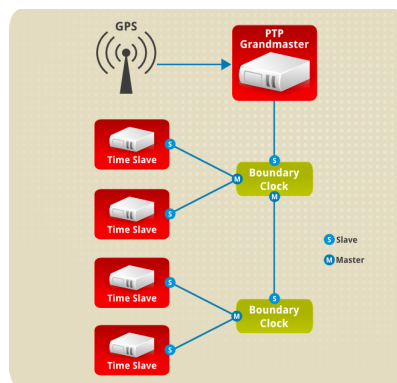 GPS
PTP
Grandmaster
S
Time Slave
S
Boundary
M
Clock
M
S
Time Slave
S Slave
M Master
S
Time Slave
S
Boundary
M
Clock
S
Time Slave